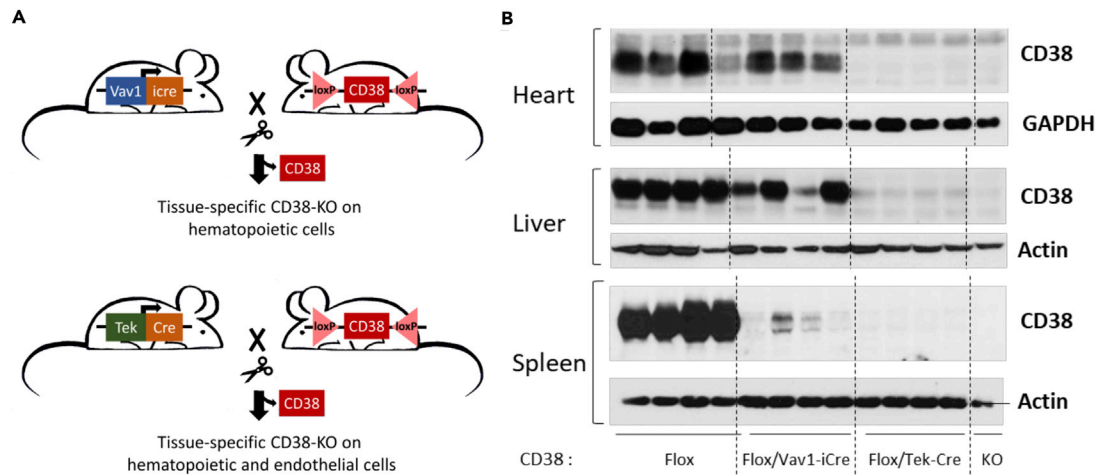 A
Vav1 icre
loxP CD38 loxP
X
CD38
Tissue-specific CD38-KO on
hematopoietic cells
Tek Cre
loxP CD38 loxP
X
CD38
Tissue-specific CD38-KO on
hematopoietic and endothelial cells
B
Heart
CD38
GAPDH
Liver
CD38
Actin
Spleen
CD38
Actin
CD38 : Flox Flox/Vav1-iCre Flox/Tek-Cre KO